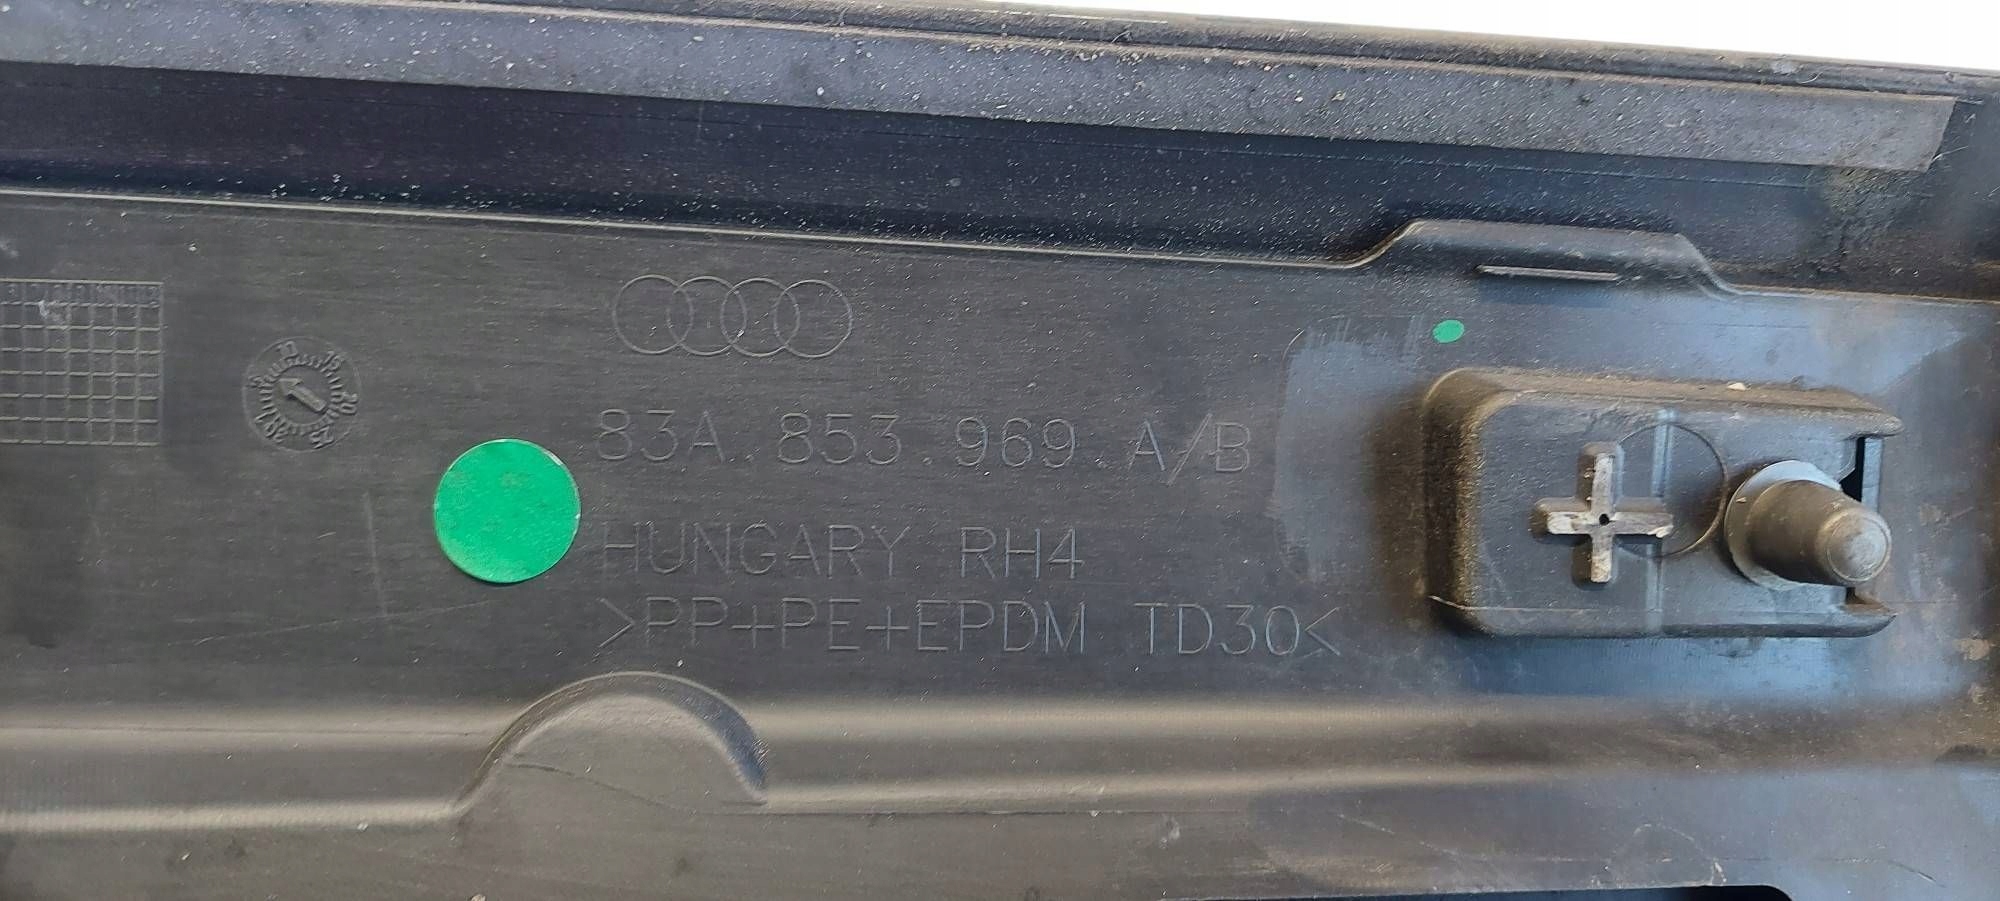 83A.853.969.A/B
HUNGARY RH4
>PP+PE+EPDM TD30<